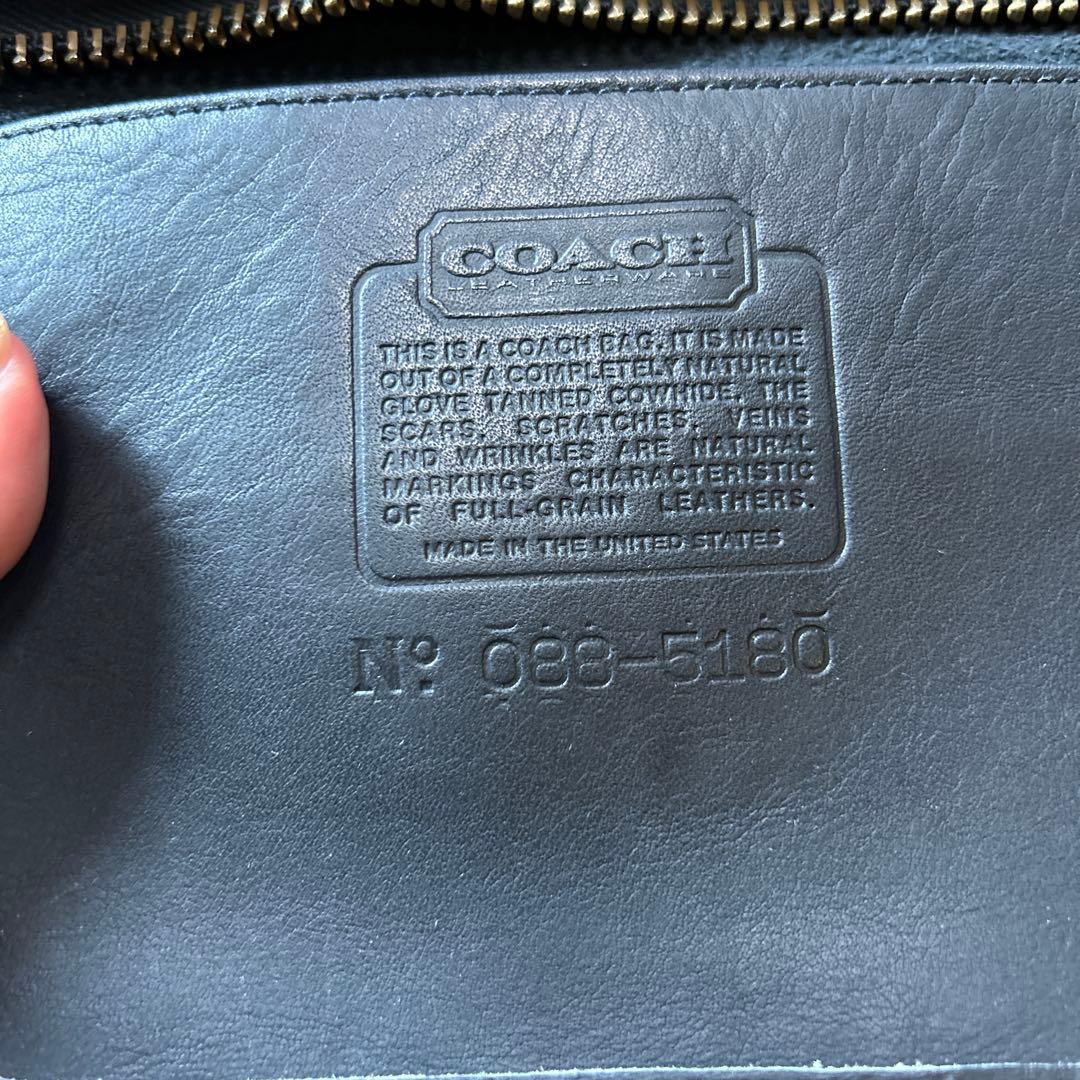 COACH
LEATHERWARE
THIS IS A COACH BAG. IT IS MADE
OUT OF A COMPLETELY NATURAL
GLOVE TANNED COWHIDE. THE
SCARS, SCRATCHES, VEINS
AND WRINKLES ARE NATURAL
MARKINGS CHARACTERISTIC
OF FULL-GRAIN LEATHERS.
MADE IN THE UNITED STATES
Nº 088-5180